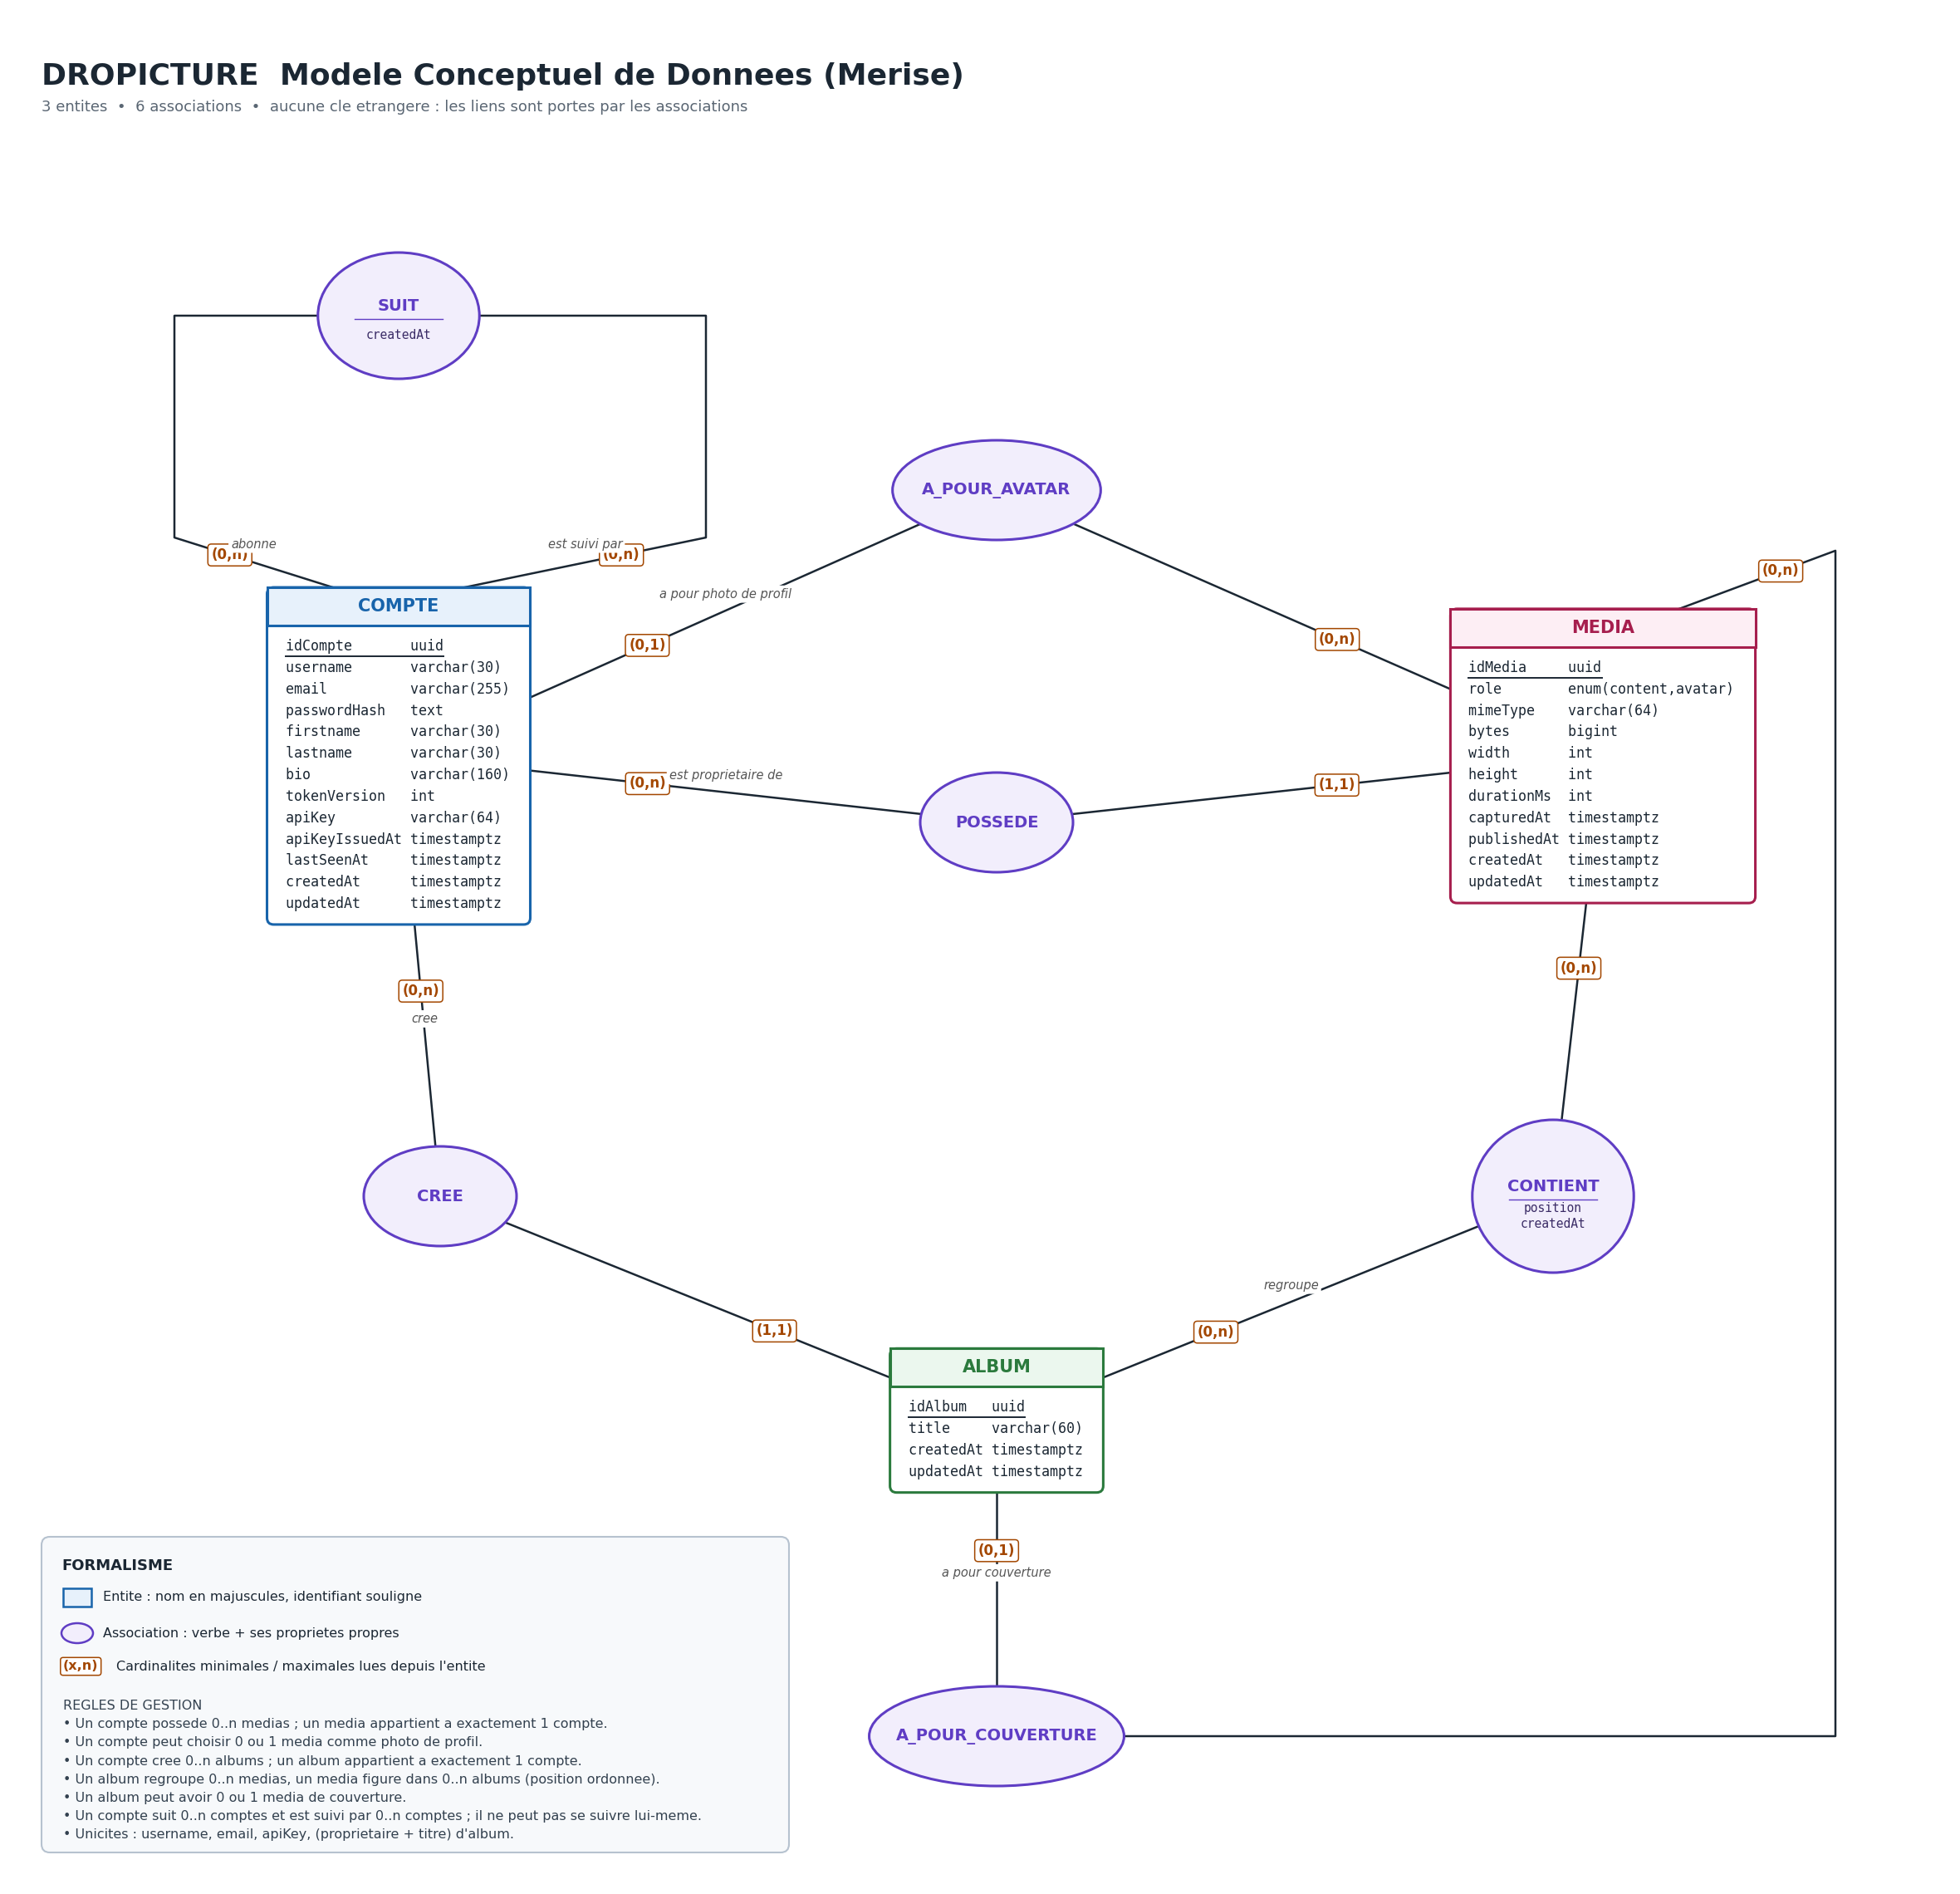 DROPICTURE  Modele Conceptuel de Donnees (Merise)
3 entites • 6 associations • aucune cle etrangere : les liens sont portes par les associations
SUIT
createdAt
A_POUR_AVATAR
abonne
(0,n)
est suivi par
(0,n)
a pour photo de profil
(0,1)
(0,n)
(0,n)
COMPTE
idCompte uuid
username varchar(30)
email varchar(255)
passwordHash text
firstname varchar(30)
lastname varchar(30)
bio varchar(160)
tokenVersion int
apiKey varchar(64)
apiKeyIssuedAt timestamptz
lastSeenAt timestamptz
createdAt timestamptz
updatedAt timestamptz
MEDIA
idMedia uuid
role enum(content,avatar)
mimeType varchar(64)
bytes bigint
width int
height int
durationMs int
capturedAt timestamptz
publishedAt timestamptz
createdAt timestamptz
updatedAt timestamptz
(0,n)
est proprietaire de
POSSEDE
(1,1)
(0,n)
cree
(0,n)
CREE
CONTIENT
position
createdAt
(1,1)
regroupe
(0,n)
ALBUM
idAlbum uuid
title varchar(60)
createdAt timestamptz
updatedAt timestamptz
(0,1)
a pour couverture
A_POUR_COUVERTURE
FORMALISME
Entite : nom en majuscules, identifiant souligne
Association : verbe + ses proprietes propres
(x,n) Cardinalites minimales / maximales lues depuis l'entite
REGLES DE GESTION
• Un compte possede 0..n medias ; un media appartient a exactement 1 compte.
• Un compte peut choisir 0 ou 1 media comme photo de profil.
• Un compte cree 0..n albums ; un album appartient a exactement 1 compte.
• Un album regroupe 0..n medias, un media figure dans 0..n albums (position ordonnee).
• Un album peut avoir 0 ou 1 media de couverture.
• Un compte suit 0..n comptes et est suivi par 0..n comptes ; il ne peut pas se suivre lui-meme.
• Unicites : username, email, apiKey, (proprietaire + titre) d'album.